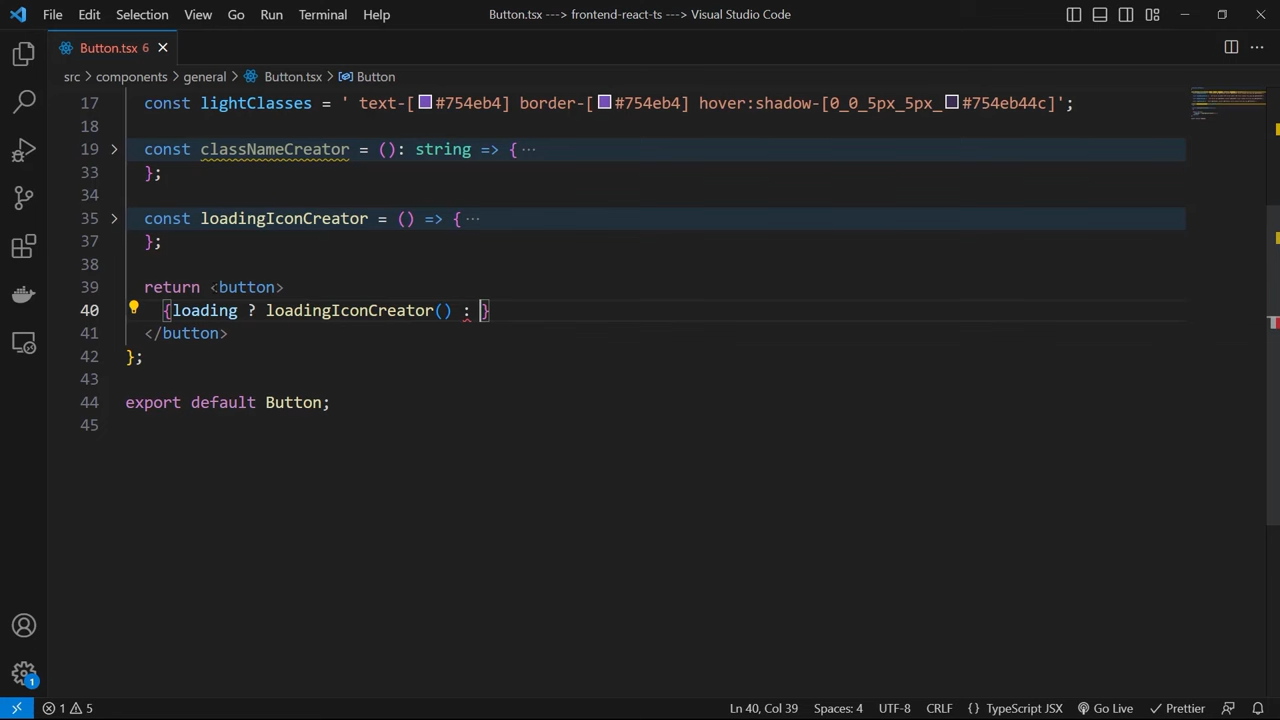 File Edit Selection View Go Run Terminal Help Button.tsx ---> frontend-react-ts ---> Visual Studio Code
Button.tsx 6
src > components > general > Button.tsx > Button
17 const lightClasses = ' text-[#754eb4] border-[#754eb4] hover:shadow-[0_0_5px_5px_#754eb44c]';
18
19 const classNameCreator = (): string => { ...
33 };
34
35 const loadingIconCreator = () => { ...
37 };
38
39 return <button>
40 {loading ? loadingIconCreator() : }
41 </button>
42 };
43
44 export default Button;
45
1
1 5 Ln 40, Col 39 Spaces: 4 UTF-8 CRLF {} TypeScript JSX Go Live Prettier